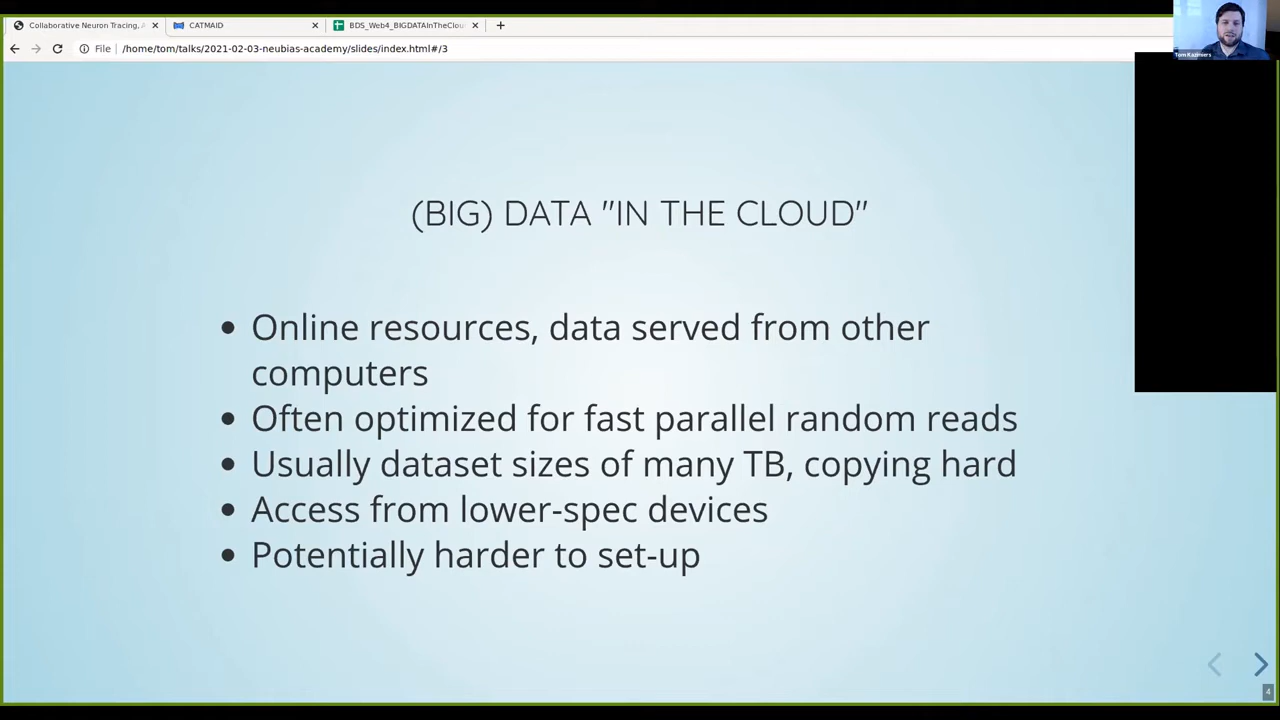 Collaborative Neuron Tracing, A
CATMAID
BDS_Web4_BIGDATAInTheClou
File
/home/tom/talks/2021-02-03-neubias-academy/slides/index.html#/3
Tom Kazimiers
(BIG) DATA "IN THE CLOUD"
• Online resources, data served from other
computers
• Often optimized for fast parallel random reads
• Usually dataset sizes of many TB, copying hard
• Access from lower-spec devices
• Potentially harder to set-up
4